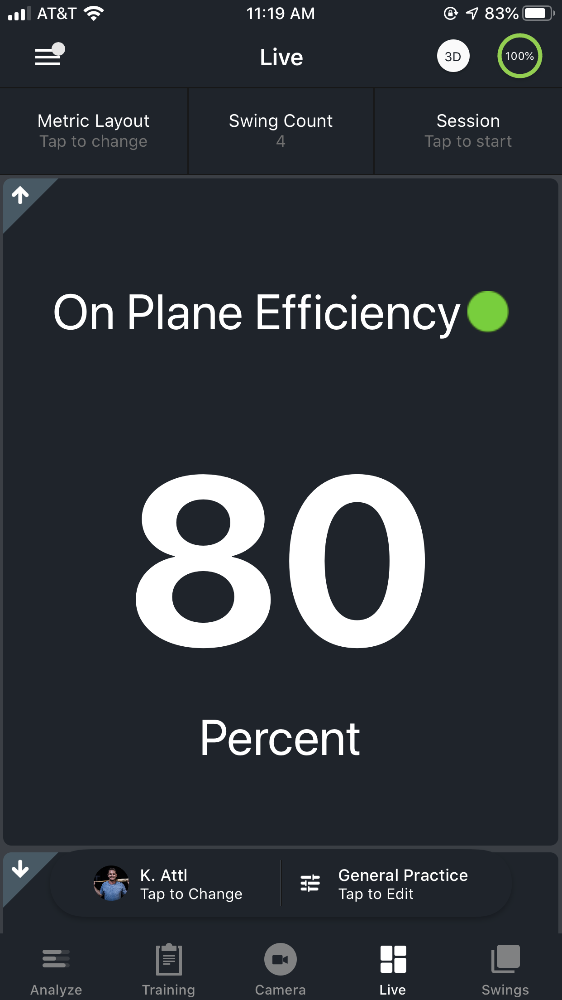 AT&T 11:19 AM 83%
Live 3D 100%
Metric Layout Swing Count Session
Tap to change 4 Tap to start
On Plane Efficiency
80
Percent
K. Attl General Practice
Tap to Change Tap to Edit
Analyze Training Camera Live Swings